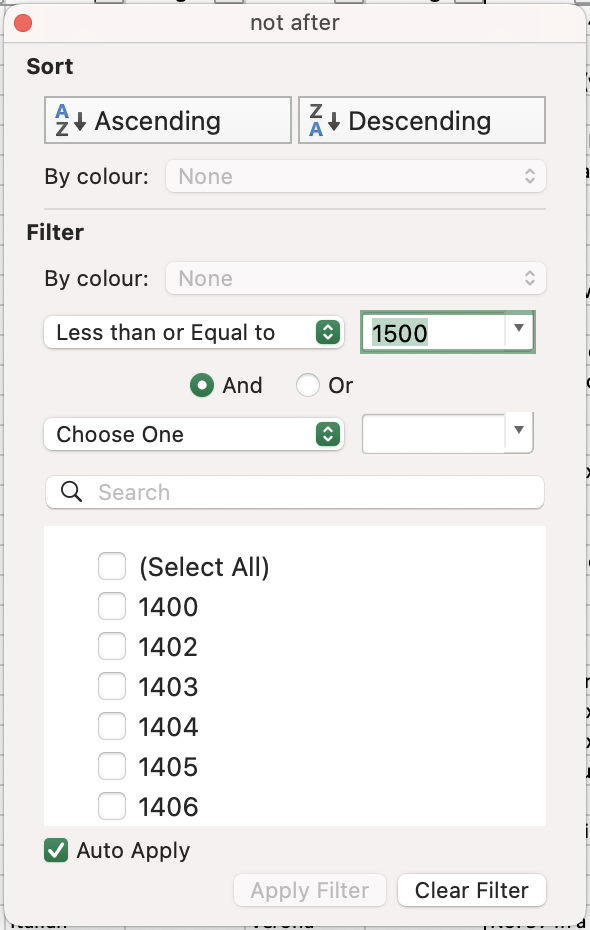 not after
Sort
A
Z Ascending
Z
A Descending
By colour: None
Filter
By colour: None
Less than or Equal to 1500
And Or
Choose One
Search
(Select All)
1400
1402
1403
1404
1405
1406
Auto Apply
Apply Filter Clear Filter